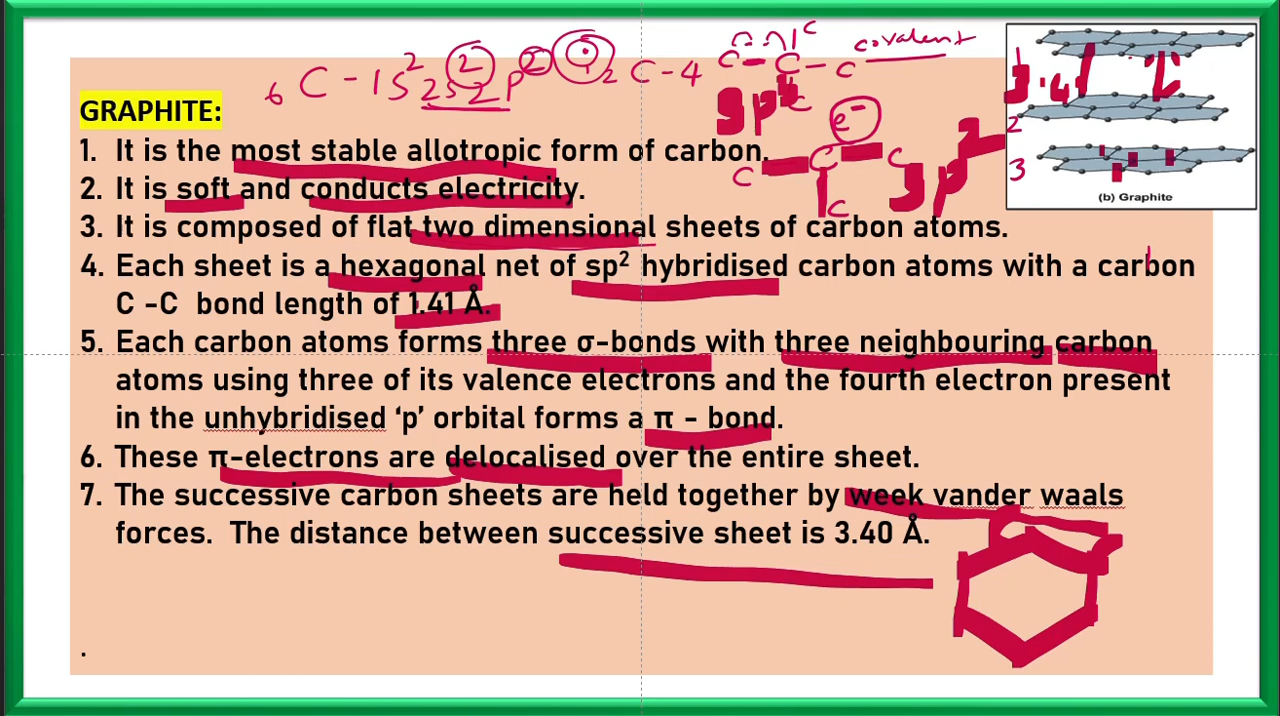 6 C - 1s² 2s² 2p² C - 4
C C - C covalent
C
C
e⁻
C C C sp²
C
1
2
3
3.41
(b) Graphite
GRAPHITE:
1. It is the most stable allotropic form of carbon.
2. It is soft and conducts electricity.
3. It is composed of flat two dimensional sheets of carbon atoms.
4. Each sheet is a hexagonal net of sp² hybridised carbon atoms with a carbon
C -C bond length of 1.41 Å.
5. Each carbon atoms forms three σ-bonds with three neighbouring carbon
atoms using three of its valence electrons and the fourth electron present
in the unhybridised ‘p’ orbital forms a π - bond.
6. These π-electrons are delocalised over the entire sheet.
7. The successive carbon sheets are held together by week vander waals
forces. The distance between successive sheet is 3.40 Å.
.